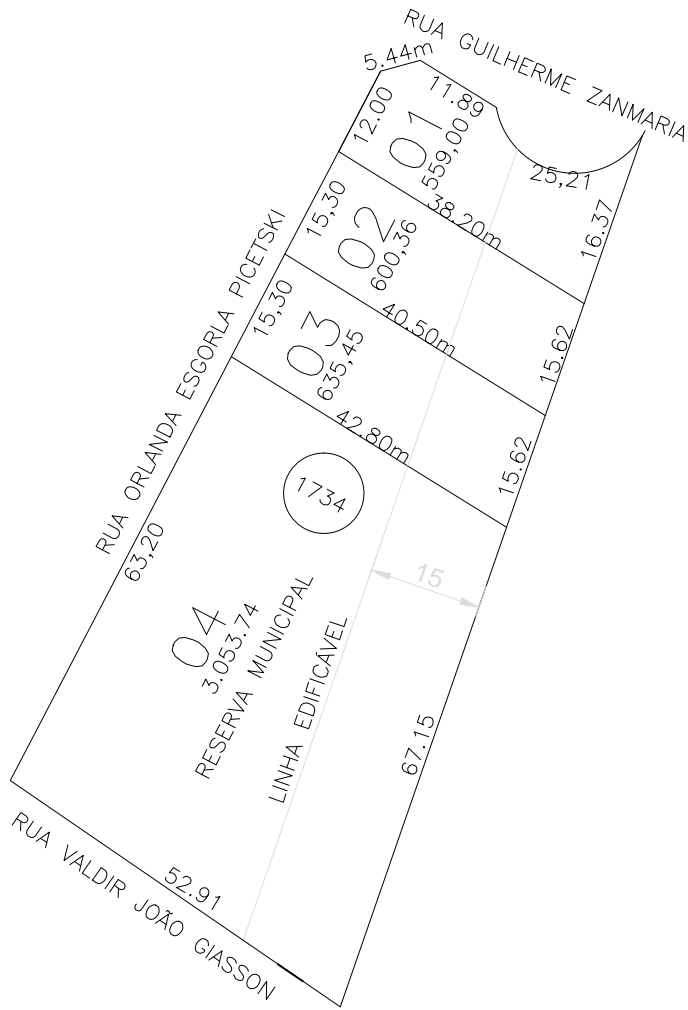 RUA GUILHERME ZANMARIA
5.44m
11.89
12.00
01
559,00
25,21
16.37
38.20m
15,30
02
600,36
40.50m
15.62
15,30
03
635,45
42.80m
15.62
RUA ORLANDA ESGORLA PICETSKI
1734
63,20
15
04
3.053.74
RESERVA MUNICIPAL
LINHA EDIFICÁVEL
67.15
52.91
RUA VALDIR JOÃO GIASSON